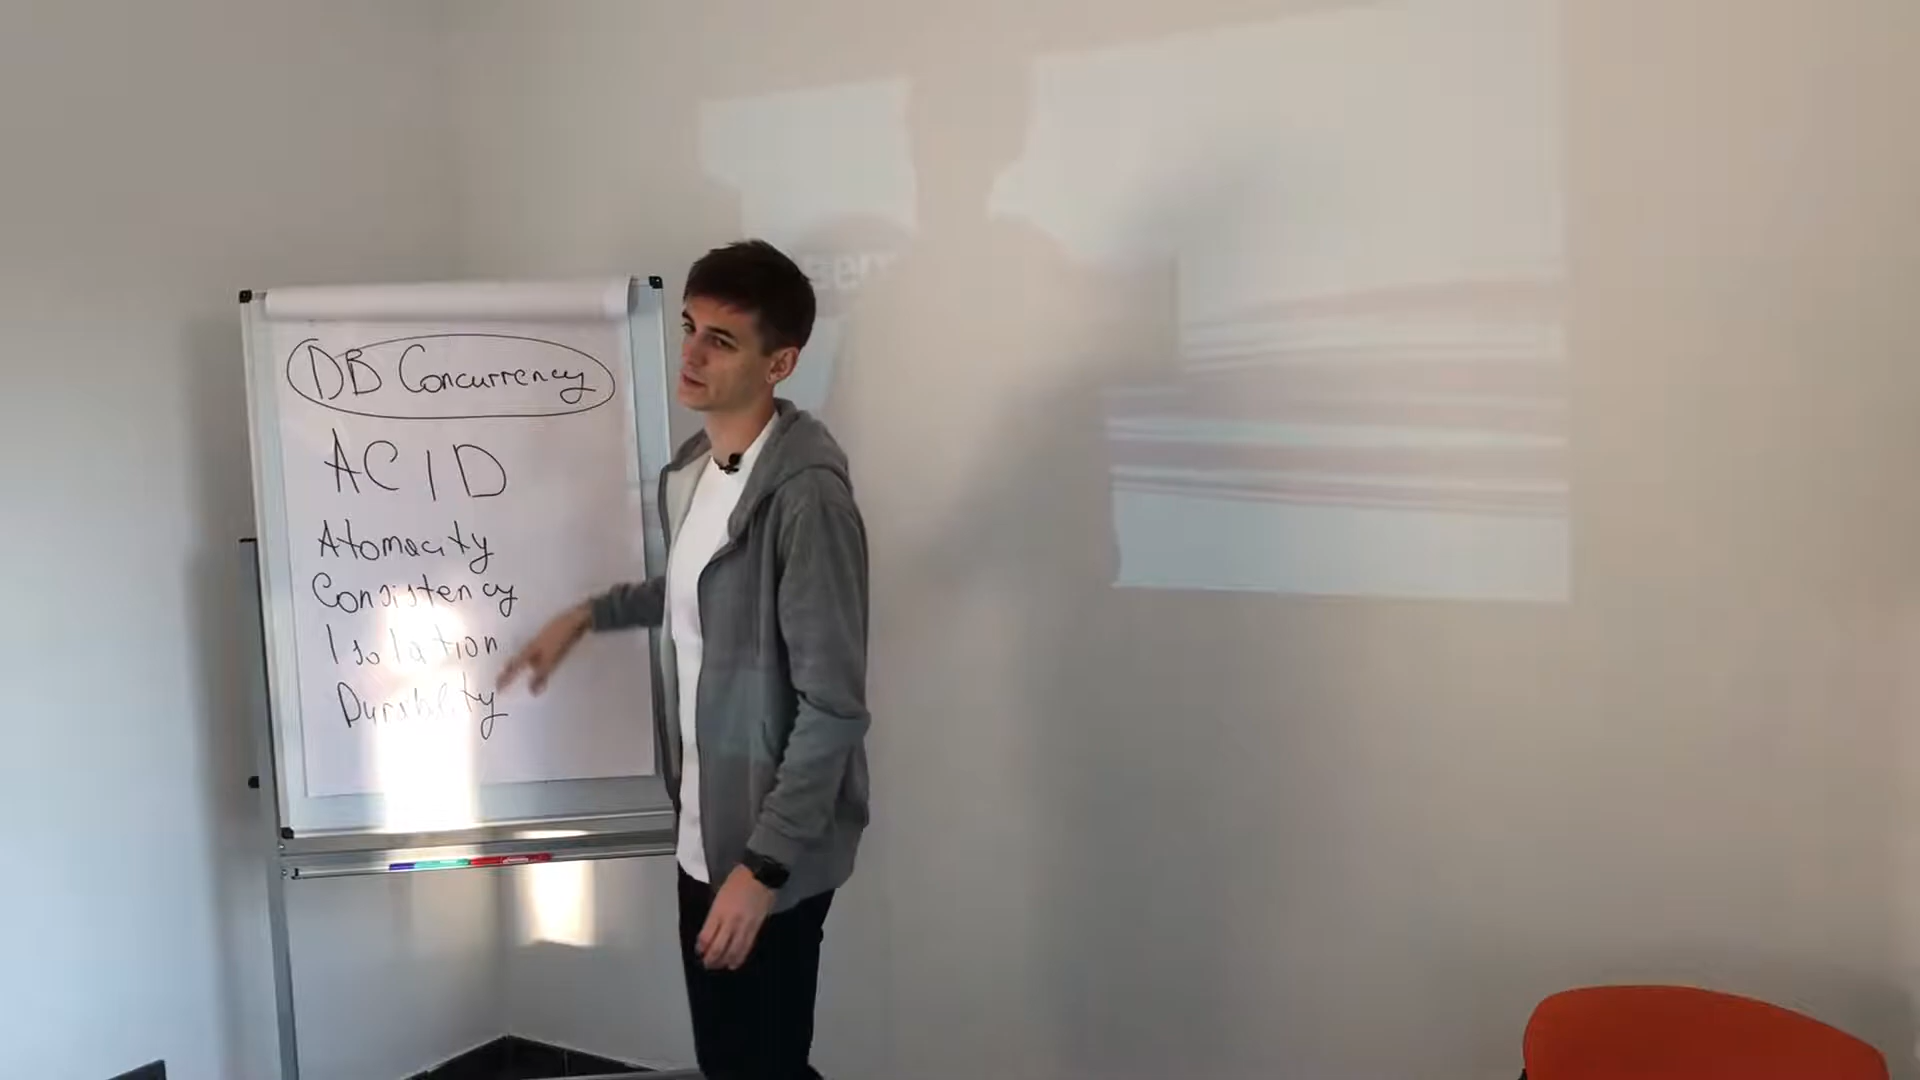 DB Concurrency
ACID
Atomacity
Consistency
Isolation
Durability